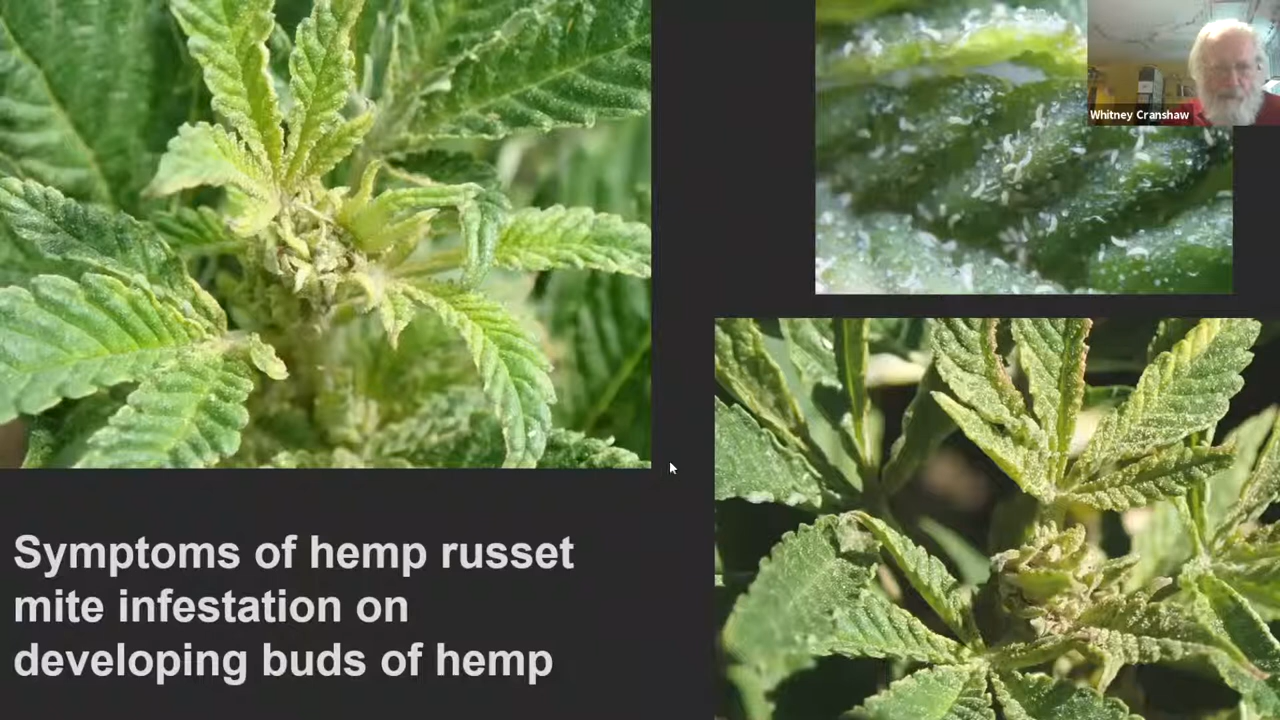 Whitney Cranshaw
Symptoms of hemp russet
mite infestation on
developing buds of hemp